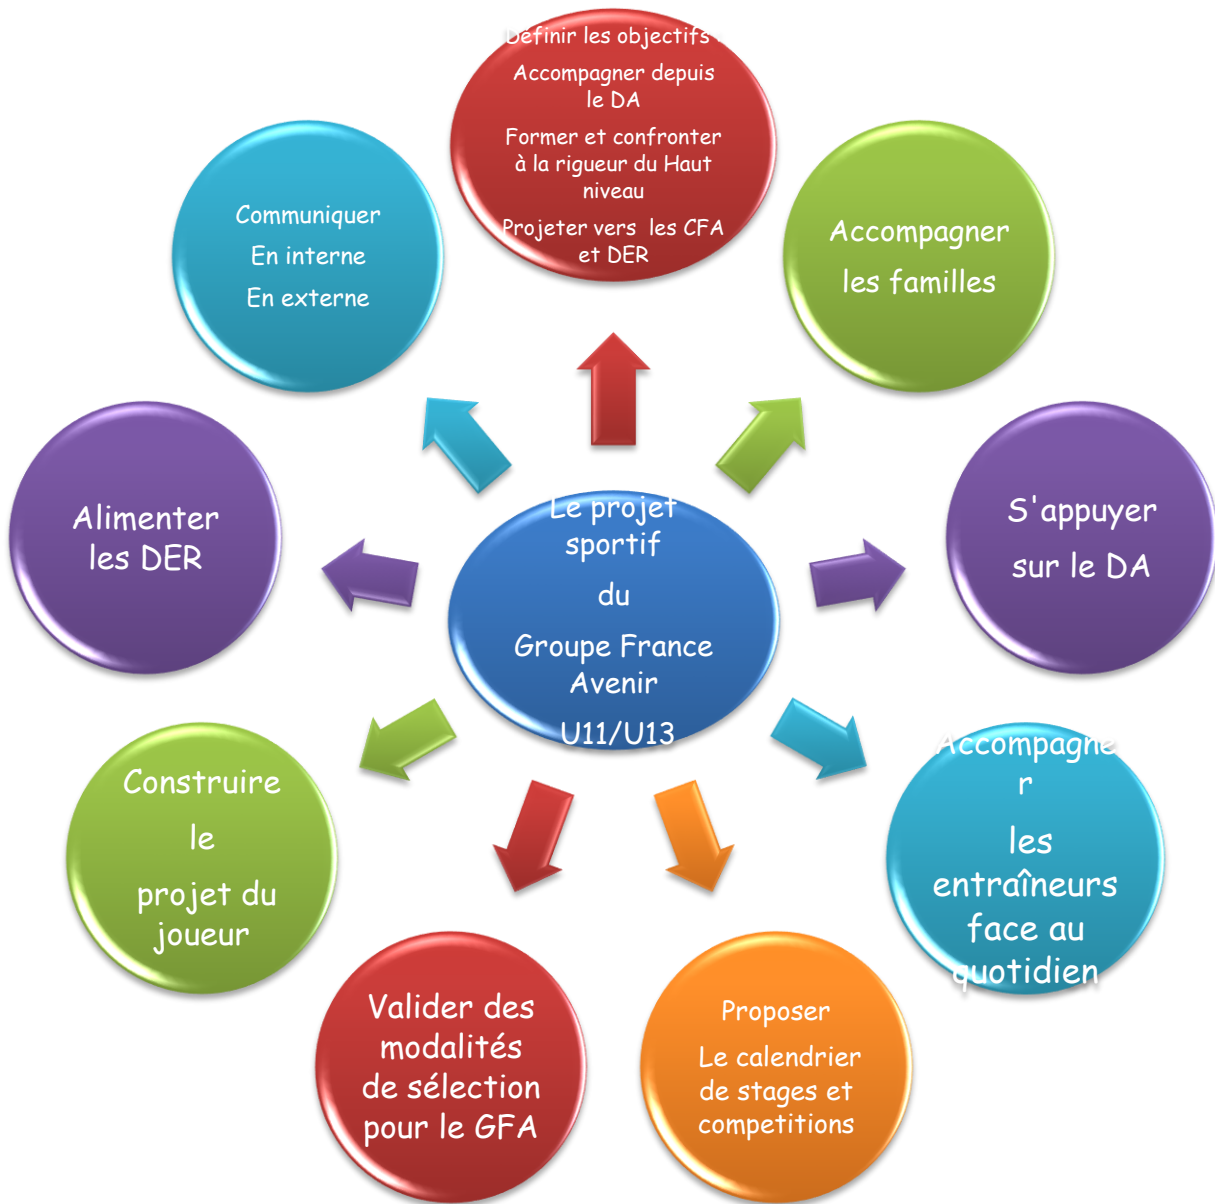 Définir les objectifs :
Accompagner depuis
le DA
Former et confronter
à la rigueur du Haut
niveau
Projeter vers les CFA
et DER
Accompagner
les familles
S'appuyer
sur le DA
Accompagne
r
les
entraîneurs
face au
quotidien
Proposer
Le calendrier
de stages et
competitions
Valider des
modalités
de sélection
pour le GFA
Construire
le
projet du
joueur
Alimenter
les DER
Communiquer
En interne
En externe
Le projet
sportif
du
Groupe France
Avenir
U11/U13